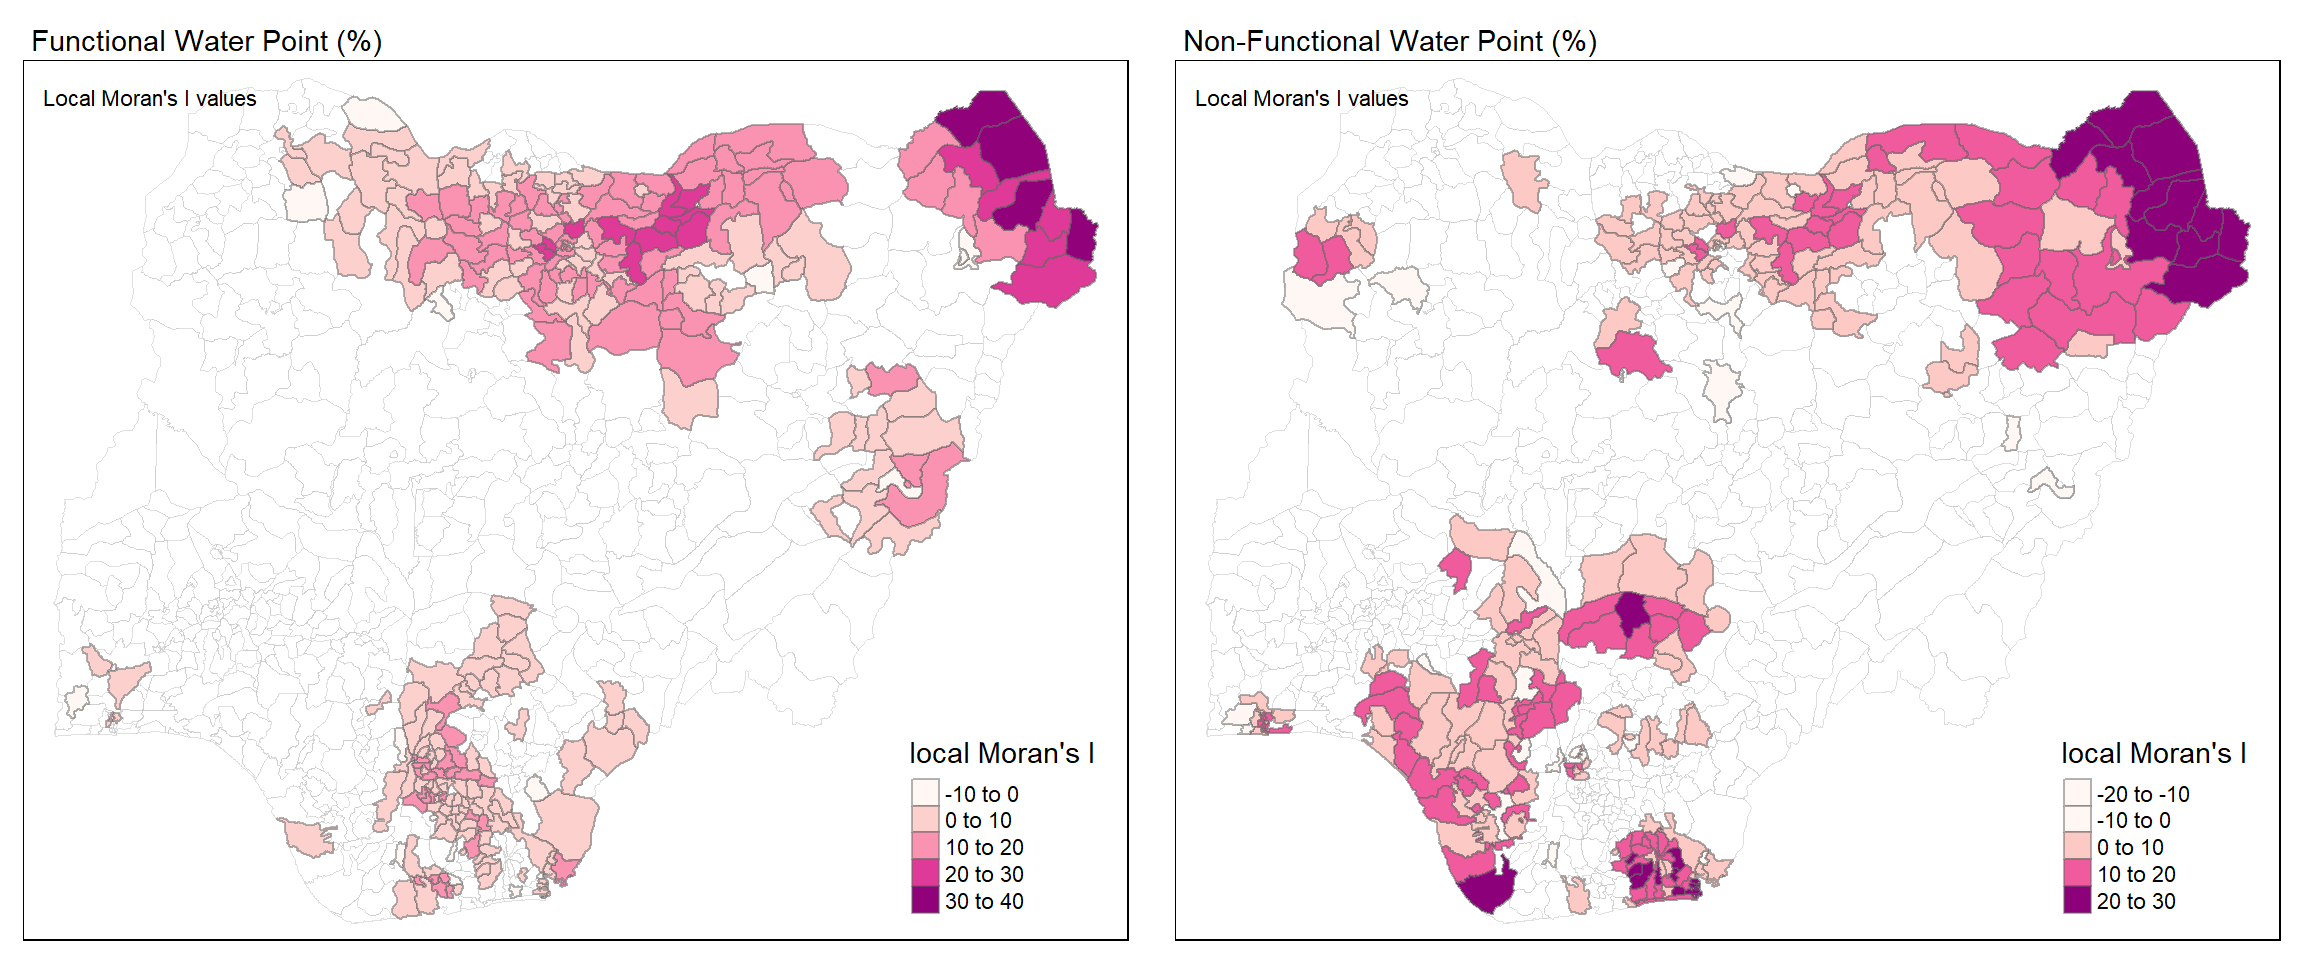 Functional Water Point (%)
Local Moran's I values
local Moran's I
-10 to 0
0 to 10
10 to 20
20 to 30
30 to 40
Non-Functional Water Point (%)
Local Moran's I values
local Moran's I
-20 to -10
-10 to 0
0 to 10
10 to 20
20 to 30